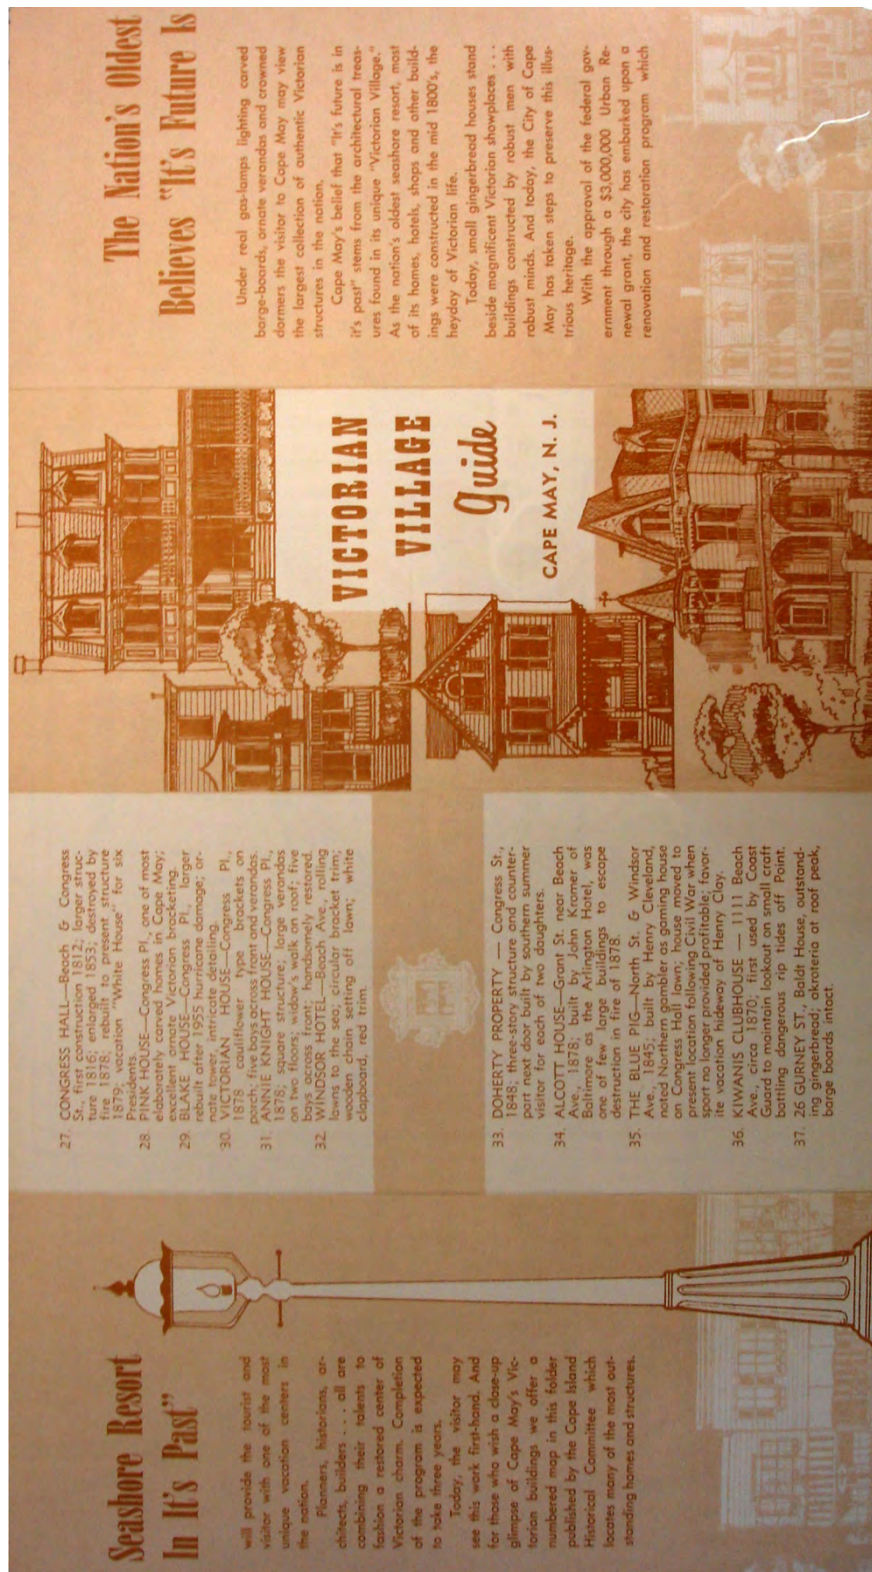 Seashore Resort
In It's Past"
will provide the tourist and
visitor with one of the most
unique vacation centers in
the nation.
Planners, historians, ar-
chitects, builders . . . all are
combining their talents to
fashion a restored center of
Victorian charm. Completion
of the program is expected
to take three years.
Today, the visitor may
see this work first-hand. And
for those who wish a close-up
glimpse of Cape May's Vic-
torian buildings we offer a
numbered map in this folder
published by the Cape Island
Historical Committee which
locates many of the most out-
standing homes and structures.
27. CONGRESS HALL—Beach & Congress
St., first construction 1812; larger struc-
ture 1816; enlarged 1853; destroyed by
fire 1878; rebuilt to present structure
1879; vacation "White House" for six
Presidents.
28. PINK HOUSE—Congress Pl., one of most
elaborately carved homes in Cape May;
excellent ornate Victorian bracketing.
29. BLAKE HOUSE—Congress Pl., larger
rebuilt after 1955 hurricane damage; or-
nate tower, intricate detailing.
30. VICTORIAN HOUSE—Congress Pl.,
1878 cauliflower type brackets on
porch; five bays across front and verandas.
31. ANNIE KNIGHT HOUSE—Congress Pl.,
1878; square structure; large verandas
on two floors; widow's walk on roof; five
bays across front; handsomely restored.
32. WINDSOR HOTEL—Beach Ave., rolling
lawns to the sea; circular bracket trim;
wooden chain setting off lawn; white
clapboard, red trim.
33. DOHERTY PROPERTY — Congress St.,
1848; three-story structure and counter-
part next door built by southern summer
visitor for each of two daughters.
34. ALCOTT HOUSE—Grant St. near Beach
Ave., 1878; built by John Kromer of
Baltimore as the Arlington Hotel, was
one of few large buildings to escape
destruction in fire of 1878.
35. THE BLUE PIG—North St. & Windsor
Ave., 1845; built by Henry Cleveland,
noted Northern gambler as gaming house
on Congress Hall lawn; house moved to
present location following Civil War when
sport no longer provided profitable; favor-
ite vacation hideway of Henry Clay.
36. KIWANIS CLUBHOUSE — 1111 Beach
Ave., circa 1870; first used by Coast
Guard to maintain lookout on small craft
battling dangerous rip tides off Point.
37. 26 GURNEY ST., Baldt House, outstand-
ing gingerbread; akroteria at roof peak,
barge boards intact.
VICTORIAN
VILLAGE
Guide
CAPE MAY, N. J.
The Nation's Oldest
Believes "It's Future Is
Under real gas-lamps lighting carved
barge-boards, ornate verandas and crowned
dormers the visitor to Cape May may view
the largest collection of authentic Victorian
structures in the nation.
Cape May's belief that "It's future is in
it's past" stems from the architectural treas-
ures found in its unique "Victorian Village."
As the nation's oldest seashore resort, most
of its homes, hotels, shops and other build-
ings were constructed in the mid 1800's, the
heyday of Victorian life.
Today, small gingerbread houses stand
beside magnificent Victorian showplaces . . .
buildings constructed by robust men with
robust minds. And today, the City of Cape
May has taken steps to preserve this illus-
trious heritage.
With the approval of the federal gov-
ernment through a $3,000,000 Urban Re-
newal grant, the city has embarked upon a
renovation and restoration program which